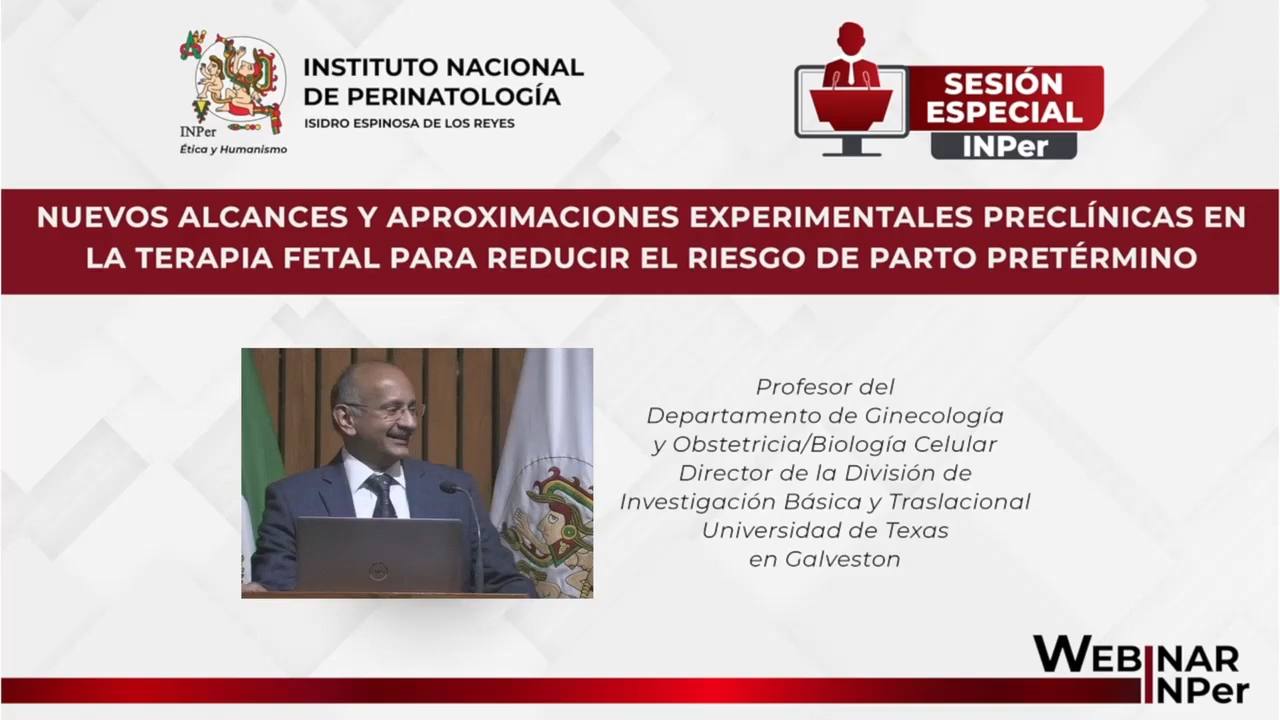 INPer
Ética y Humanismo
INSTITUTO NACIONAL
DE PERINATOLOGÍA
ISIDRO ESPINOSA DE LOS REYES
SESIÓN
ESPECIAL
INPer
NUEVOS ALCANCES Y APROXIMACIONES EXPERIMENTALES PRECLÍNICAS EN
LA TERAPIA FETAL PARA REDUCIR EL RIESGO DE PARTO PRETÉRMINO
Profesor del
Departamento de Ginecología
y Obstetricia/Biología Celular
Director de la División de
Investigación Básica y Traslacional
Universidad de Texas
en Galveston
WEBINAR
INPer